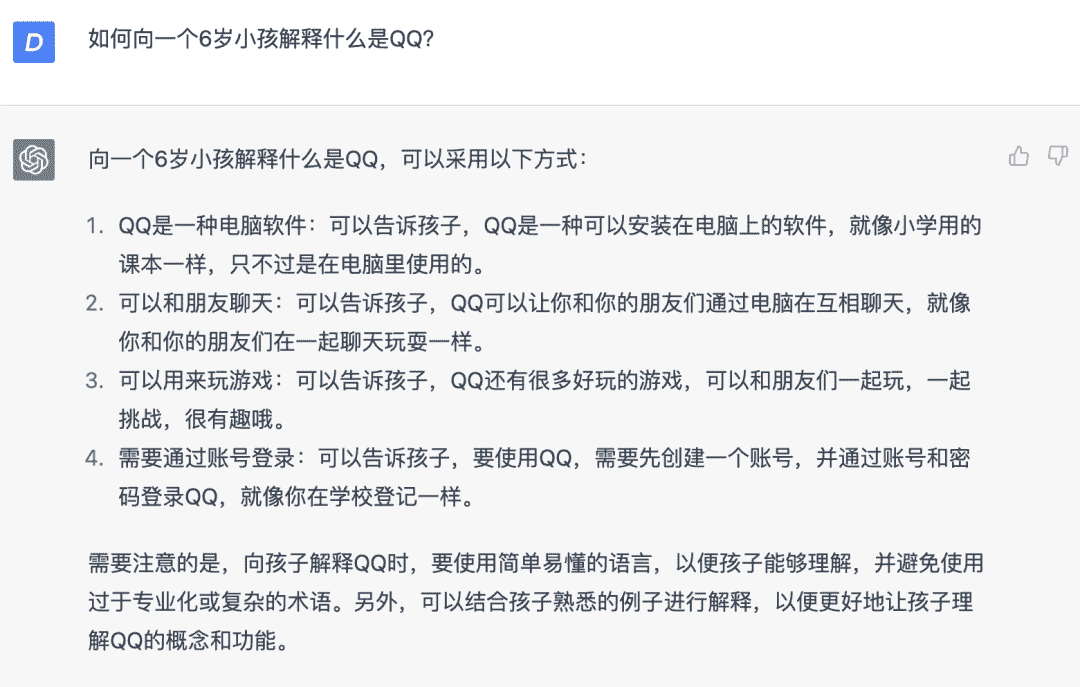 D
如何向一个6岁小孩解释什么是QQ?
向一个6岁小孩解释什么是QQ，可以采用以下方式：
1. QQ是一种电脑软件：可以告诉孩子，QQ是一种可以安装在电脑上的软件，就像小学用的
课本一样，只不过是在电脑里使用的。
2. 可以和朋友聊天：可以告诉孩子，QQ可以让你和你的朋友们通过电脑在互相聊天，就像
你和你的朋友们在一起聊天玩耍一样。
3. 可以用来玩游戏：可以告诉孩子，QQ还有很多好玩的游戏，可以和朋友们一起玩，一起
挑战，很有趣哦。
4. 需要通过账号登录：可以告诉孩子，要使用QQ，需要先创建一个账号，并通过账号和密
码登录QQ，就像你在学校登记一样。
需要注意的是，向孩子解释QQ时，要使用简单易懂的语言，以便孩子能够理解，并避免使用
过于专业化或复杂的术语。另外，可以结合孩子熟悉的例子进行解释，以便更好地让孩子理
解QQ的概念和功能。